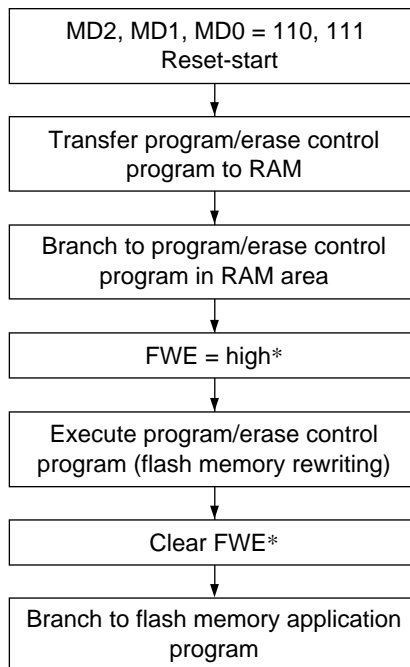 MD2, MD1, MD0 = 110, 111
Reset-start
Transfer program/erase control
program to RAM
Branch to program/erase control
program in RAM area
FWE = high*
Execute program/erase control
program (flash memory rewriting)
Clear FWE*
Branch to flash memory application
program